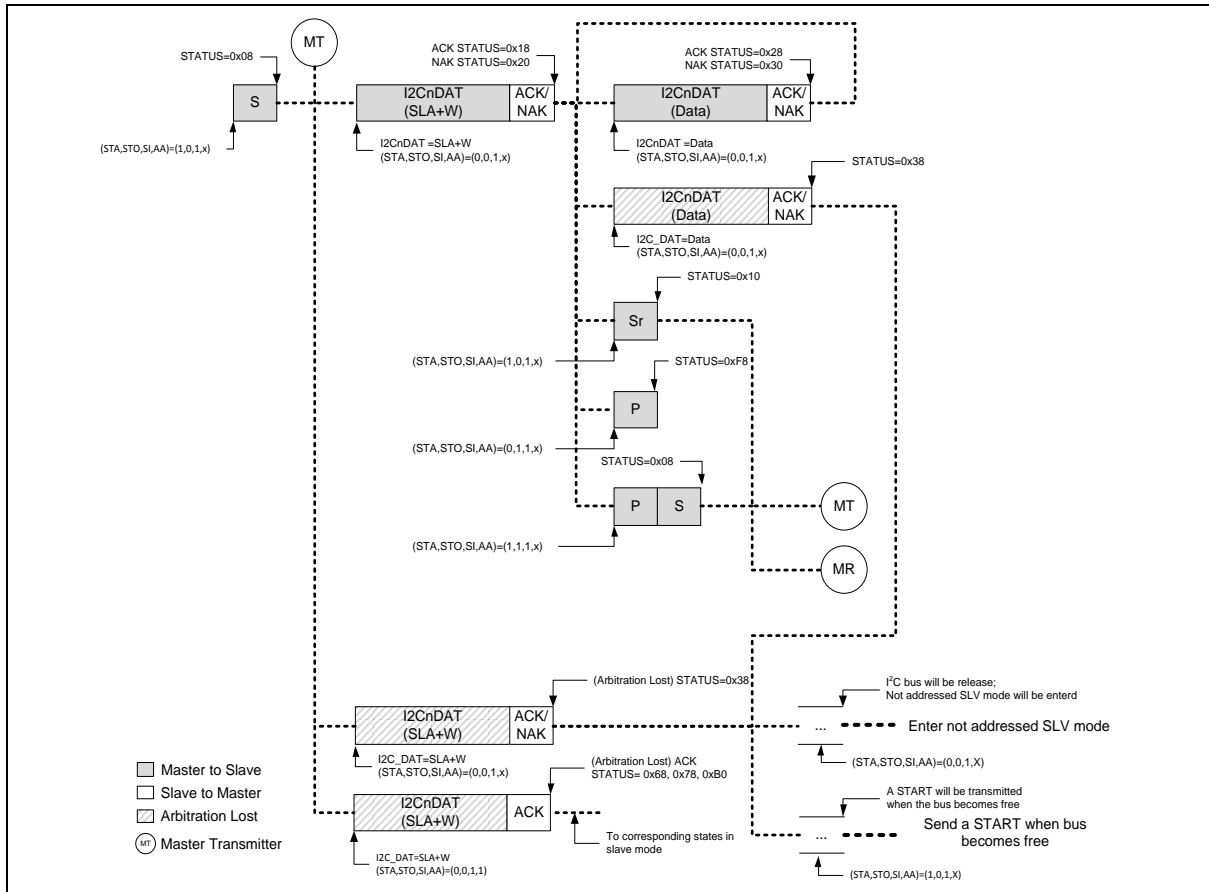 MT
STATUS=0x08
S
(STA,STO,SI,AA)=(1,0,1,x)
ACK STATUS=0x18
NAK STATUS=0x20
I2CnDAT
(SLA+W)
ACK/
NAK
I2CnDAT =SLA+W
(STA,STO,SI,AA)=(0,0,1,x)
ACK STATUS=0x28
NAK STATUS=0x30
I2CnDAT
(Data)
ACK/
NAK
I2CnDAT =Data
(STA,STO,SI,AA)=(0,0,1,x)
STATUS=0x38
I2CnDAT
(Data)
ACK/
NAK
I2C_DAT=Data
(STA,STO,SI,AA)=(0,0,1,x)
STATUS=0x10
Sr
(STA,STO,SI,AA)=(1,0,1,x)
STATUS=0xF8
P
(STA,STO,SI,AA)=(0,1,1,x)
STATUS=0x08
P
S
MT
(STA,STO,SI,AA)=(1,1,1,x)
MR
(Arbitration Lost) STATUS=0x38
I2CnDAT
(SLA+W)
ACK/
NAK
I2C_DAT=SLA+W
(STA,STO,SI,AA)=(0,0,1,x)
I²C bus will be release;
Not addressed SLV mode will be enterd
...
Enter not addressed SLV mode
(STA,STO,SI,AA)=(0,0,1,X)
(Arbitration Lost) ACK
STATUS= 0x68, 0x78, 0xB0
I2CnDAT
(SLA+W)
ACK
I2C_DAT=SLA+W
(STA,STO,SI,AA)=(0,0,1,1)
To corresponding states in
slave mode
A START will be transmitted
when the bus becomes free
...
Send a START when bus
becomes free
(STA,STO,SI,AA)=(1,0,1,X)
Master to Slave
Slave to Master
Arbitration Lost
MT
Master Transmitter